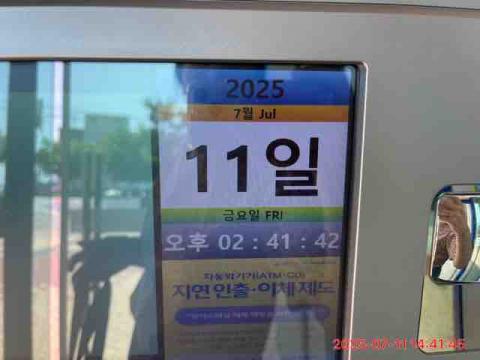 2025
7월 Jul
11일
금요일 FRI
오후 02 : 41 : 42
자동화기기(ATM·CD)
지연 인출·이체 제도
2025-07-11 14:41:45